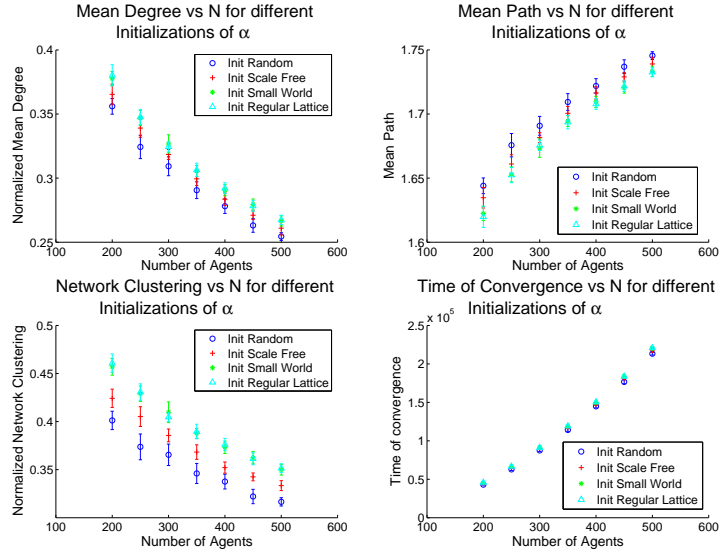 Mean Degree vs N for different
Initializations of α
0.4
0.35
0.3
0.25
100 200 300 400 500 600
Normalized Mean Degree
Number of Agents
Init Random
Init Scale Free
Init Small World
Init Regular Lattice
Mean Path vs N for different
Initializations of α
1.75
1.7
1.65
1.6
100 200 300 400 500 600
Mean Path
Number of Agents
Init Random
Init Scale Free
Init Small World
Init Regular Lattice
Network Clustering vs N for different
Initializations of α
0.5
0.45
0.4
0.35
100 200 300 400 500 600
Normalized Network Clustering
Number of Agents
Init Random
Init Scale Free
Init Small World
Init Regular Lattice
Time of Convergence vs N for different
Initializations of α
x 10^5
2.5
2
1.5
1
0.5
0
100 200 300 400 500 600
Time of convergence
Number of Agents
Init Random
Init Scale Free
Init Small World
Init Regular Lattice